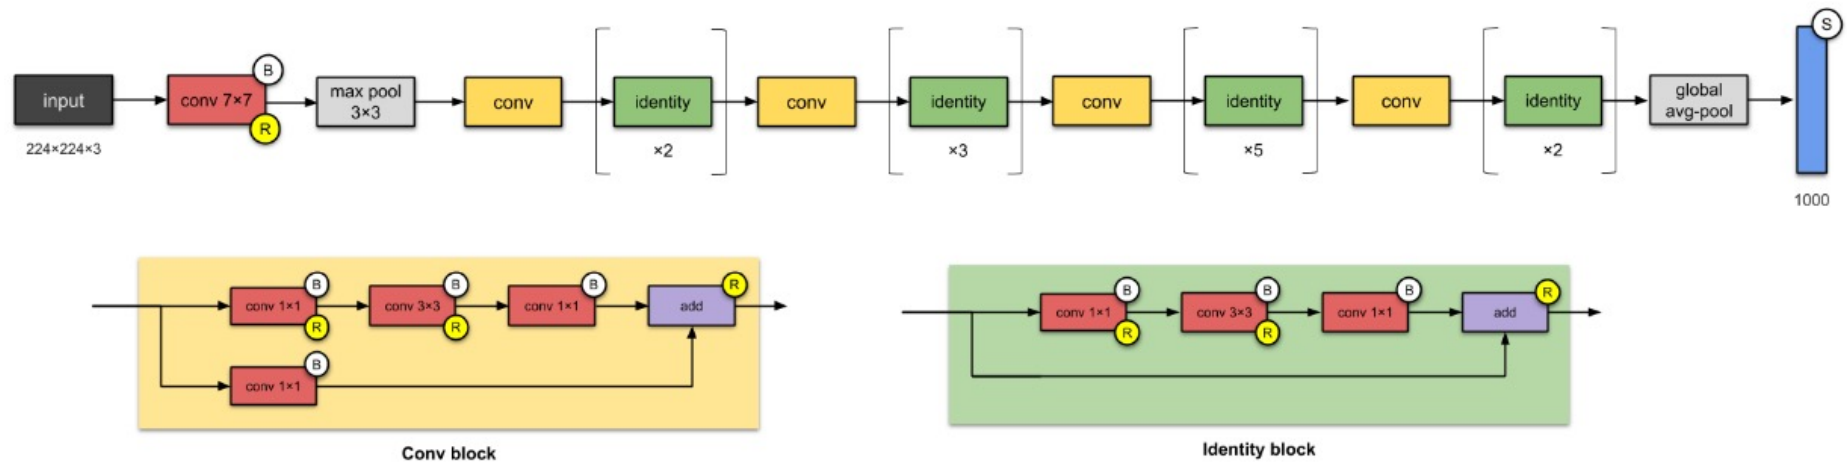 S
B
input
conv 7×7
max pool
3×3
conv
identity
conv
identity
conv
identity
conv
identity
global
avg-pool
R
224×224×3
×2
×3
×5
×2
1000
B
B
B
R
conv 1×1
conv 3×3
conv 1×1
add
R
R
B
conv 1×1
Conv block
B
B
B
R
conv 1×1
conv 3×3
conv 1×1
add
R
R
Identity block